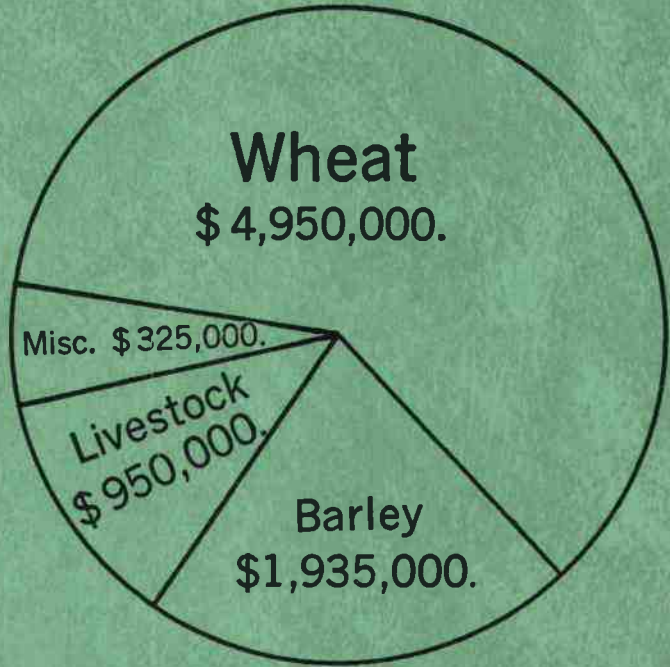 Wheat
$4,950,000.
Misc. $325,000.
Livestock
$950,000.
Barley
$1,935,000.